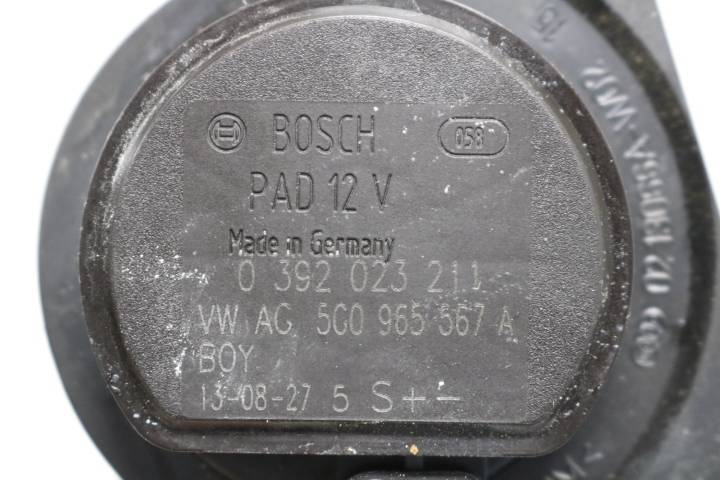 BOSCH 058
PAD 12 V
Made in Germany
0 392 023 211
VW AG 5G0 965 567 A
BOY
13-08-27 5 S+-